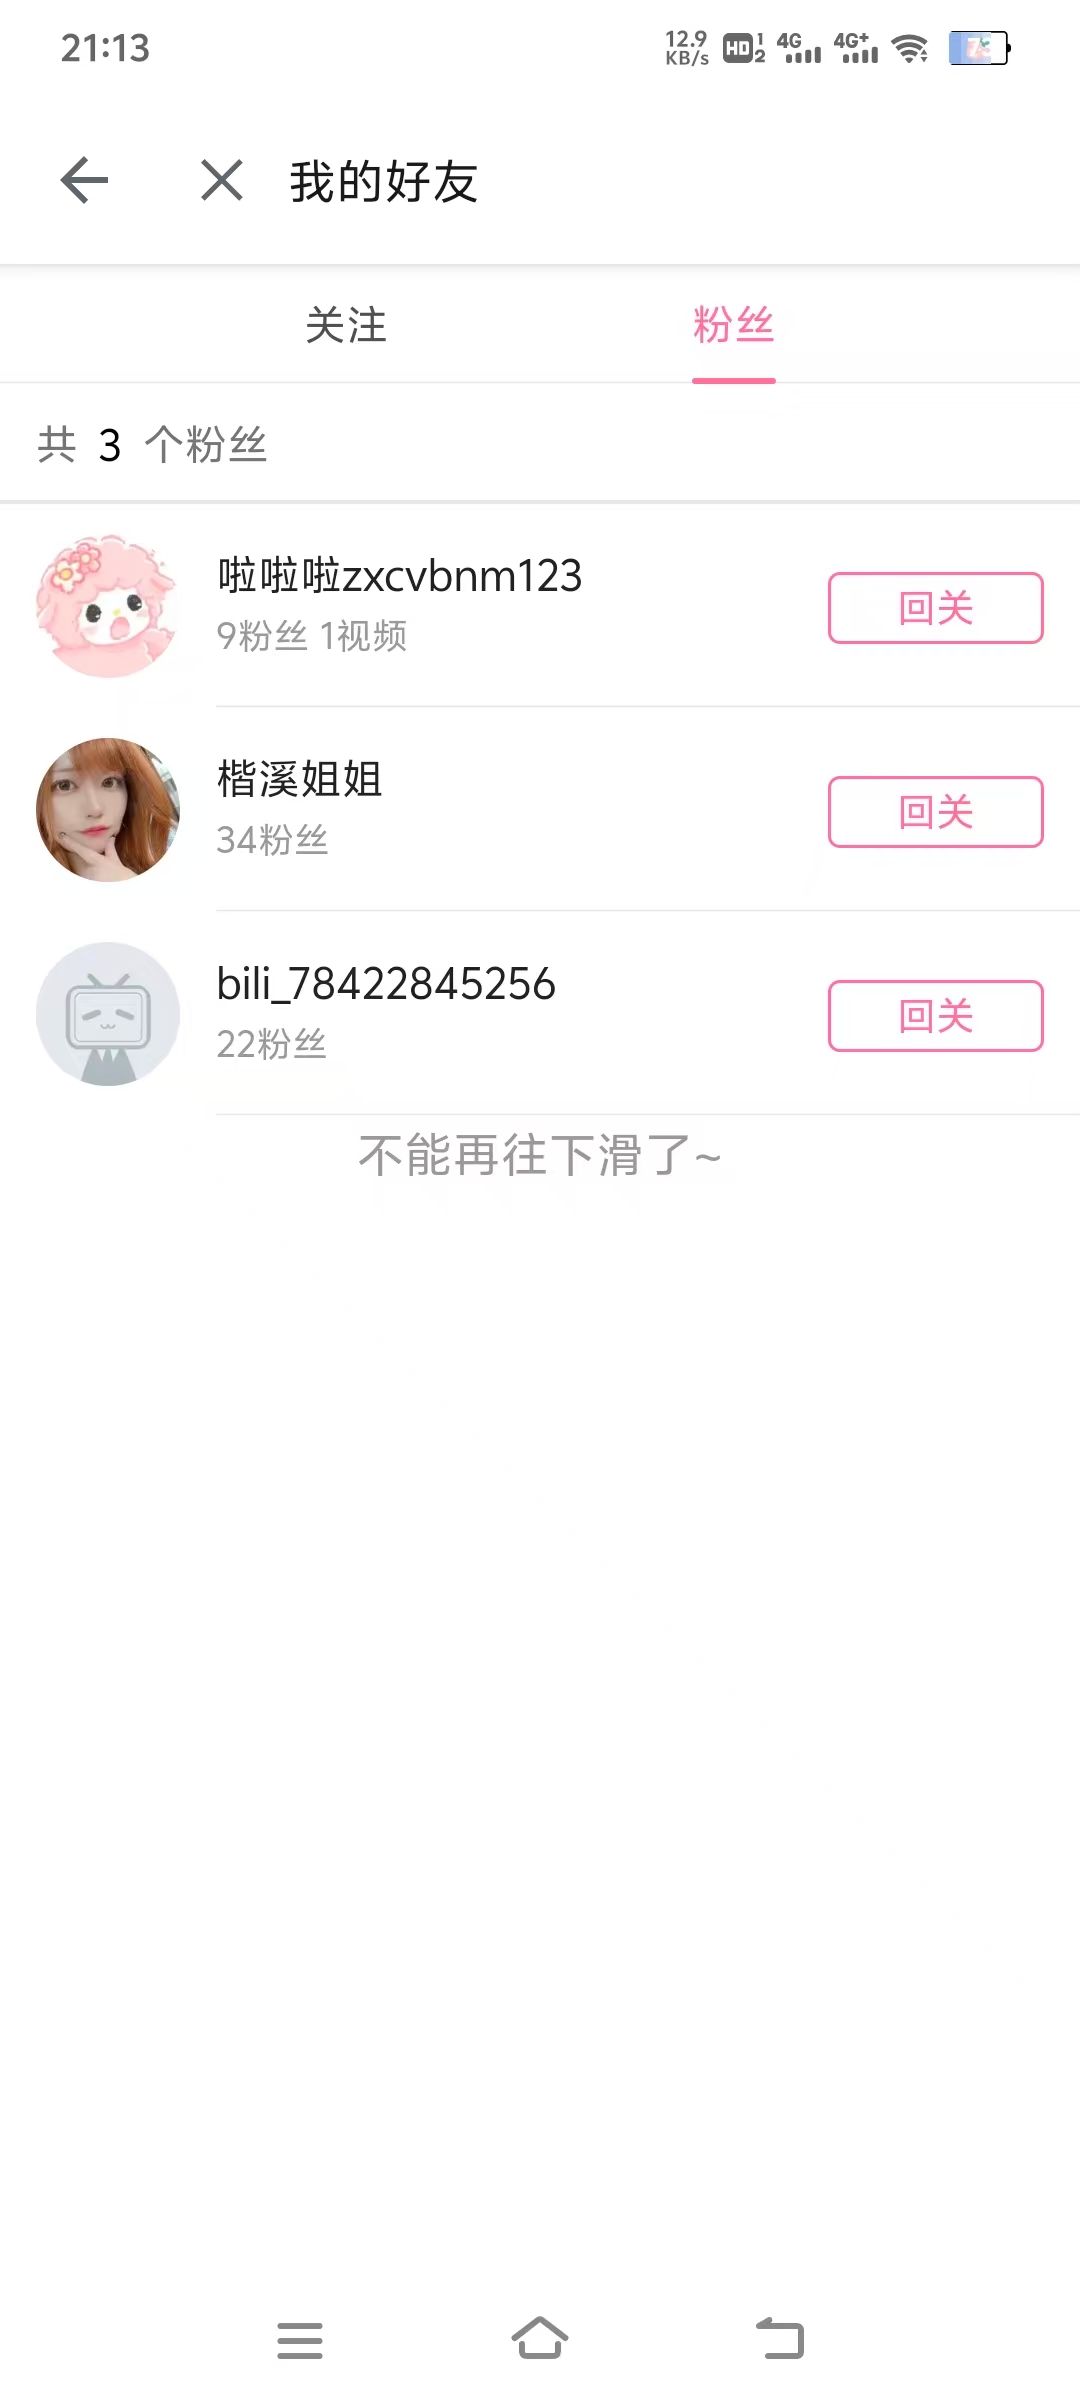 21:13
12.9 KB/s HD 1 2 4G 4G+
我的好友
关注 粉丝
共 3 个粉丝
啦啦啦zxcvbnm123
9粉丝 1视频
回关
楷溪姐姐
34粉丝
回关
bili_78422845256
22粉丝
回关
不能再往下滑了~